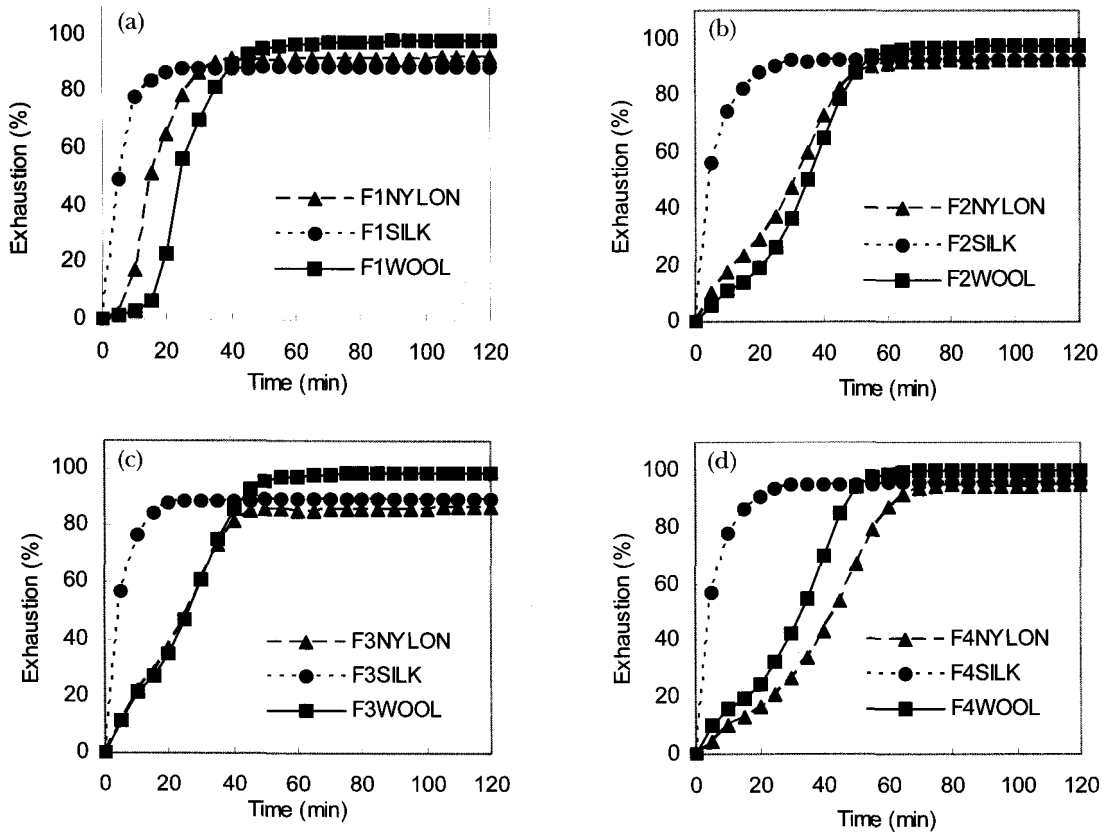 (a)
100
80
60
40
20
0
Exhaustion (%)
F1NYLON
F1SILK
F1WOOL
0 20 40 60 80 100 120
Time (min)
(b)
100
80
60
40
20
0
Exhaustion (%)
F2NYLON
F2SILK
F2WOOL
0 20 40 60 80 100 120
Time (min)
(c)
100
80
60
40
20
0
Exhaustion (%)
F3NYLON
F3SILK
F3WOOL
0 20 40 60 80 100 120
Time (min)
(d)
100
80
60
40
20
0
Exhaustion (%)
F4NYLON
F4SILK
F4WOOL
0 20 40 60 80 100 120
Time (min)